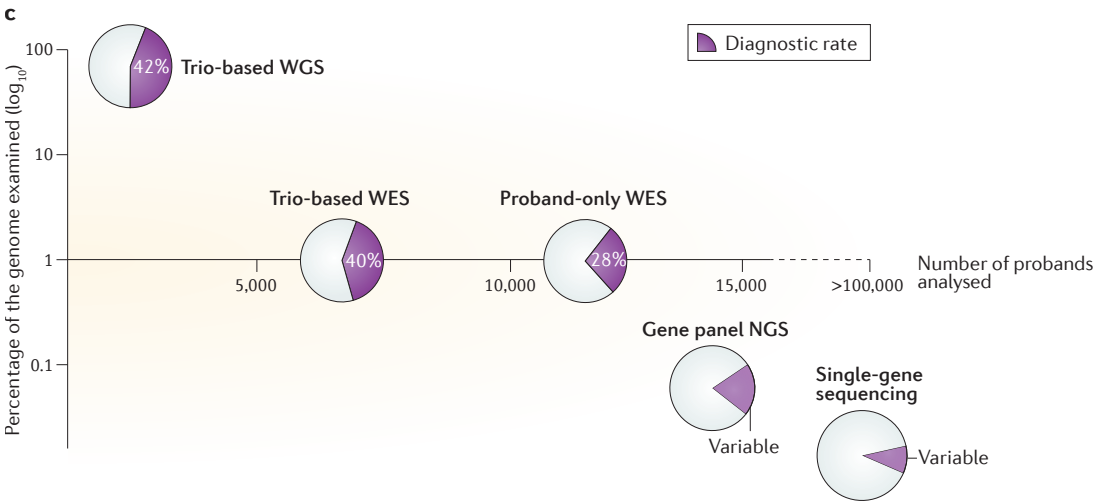 c
Diagnostic rate
Percentage of the genome examined (log10)
100
42%
Trio-based WGS
10
Trio-based WES
Proband-only WES
1
40%
28%
5,000
10,000
15,000
>100,000
Number of probands
analysed
Gene panel NGS
0.1
Single-gene
sequencing
Variable
Variable